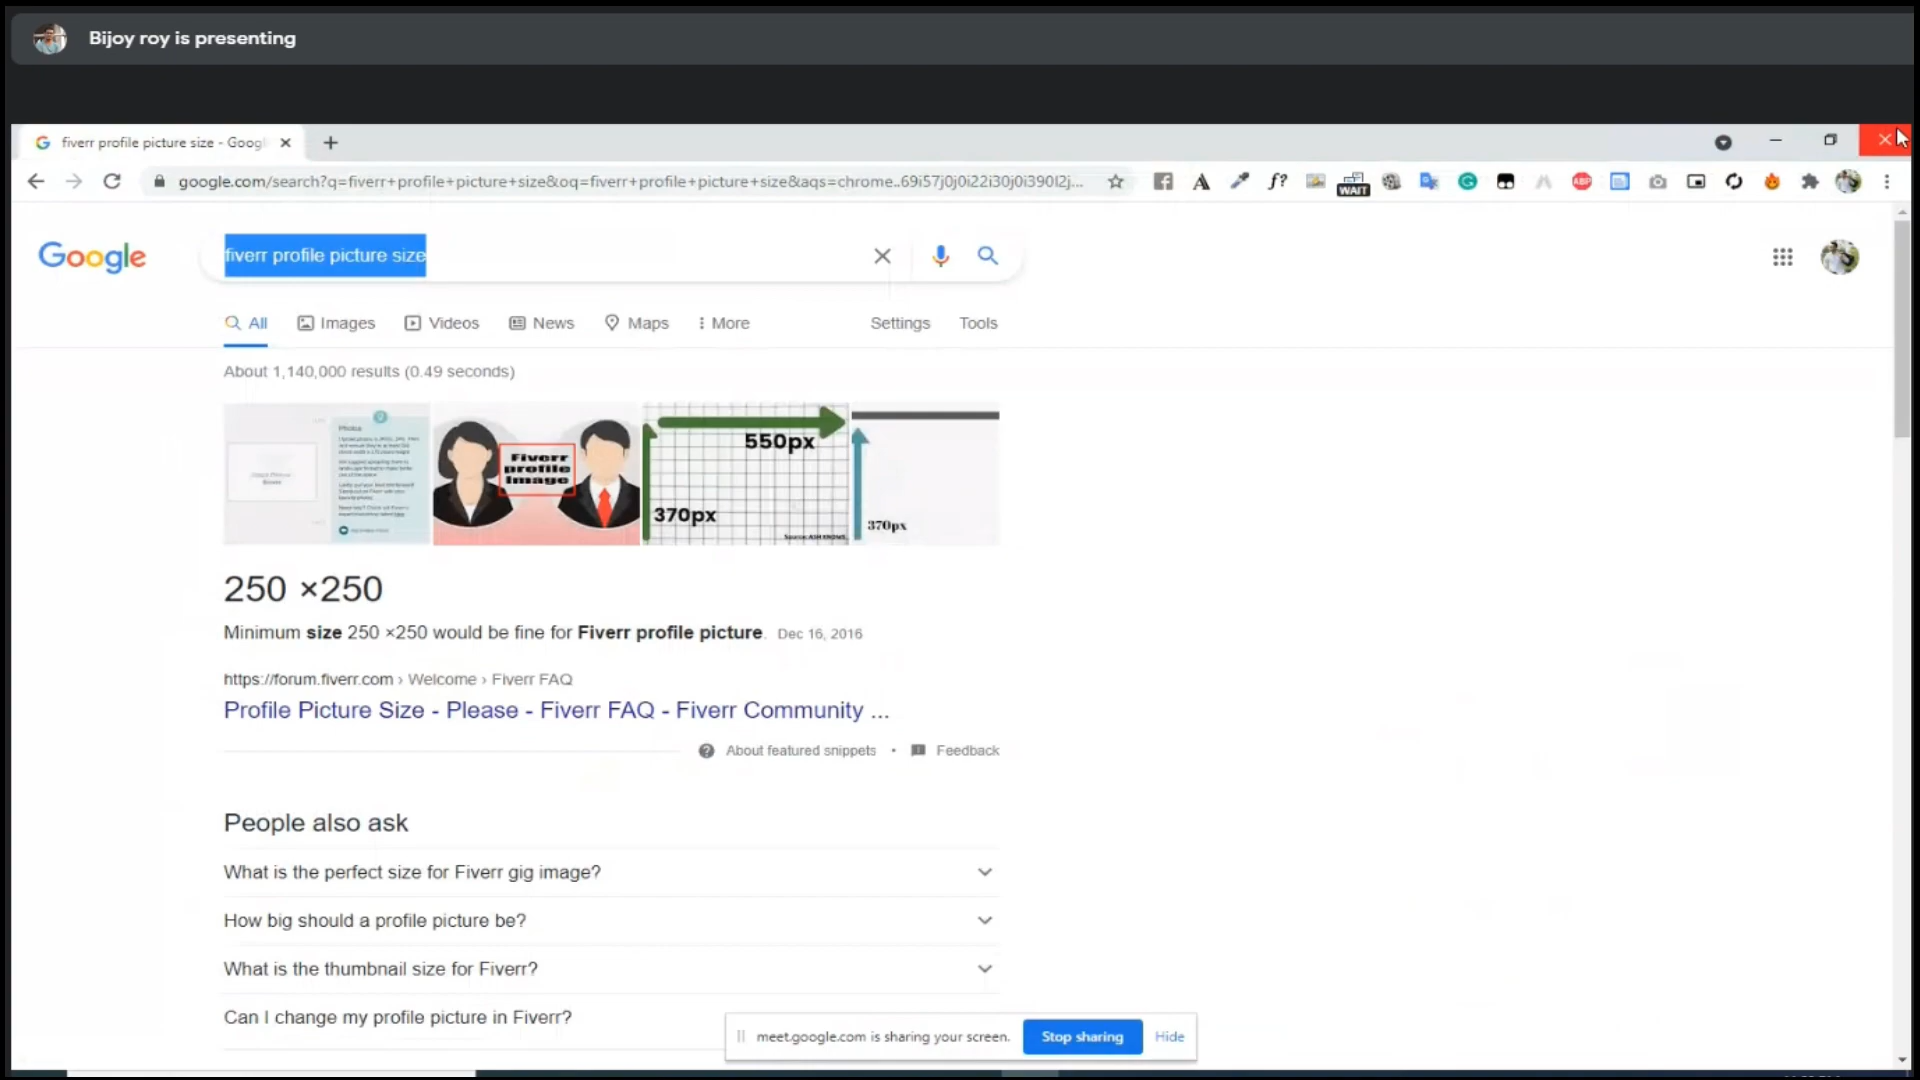 Bijoy roy is presenting
fiverr profile picture size - Googl
google.com/search?q=fiverr+profile+picture+size&oq=fiverr+profile+picture+size&aqs=chrome..69i57j0j0i22i30j0i390l2j...
f?
WAIT
ABP
Google
fiverr profile picture size
All
Images
Videos
News
Maps
More
Settings
Tools
About 1,140,000 results (0.49 seconds)
Photos
Fiverr
profile
Image
550px
370px
370px
250 ×250
Minimum size 250 ×250 would be fine for Fiverr profile picture. Dec 16, 2016
https://forum.fiverr.com › Welcome › Fiverr FAQ
Profile Picture Size - Please - Fiverr FAQ - Fiverr Community ...
About featured snippets • Feedback
People also ask
What is the perfect size for Fiverr gig image?
How big should a profile picture be?
What is the thumbnail size for Fiverr?
Can I change my profile picture in Fiverr?
meet.google.com is sharing your screen.
Stop sharing
Hide